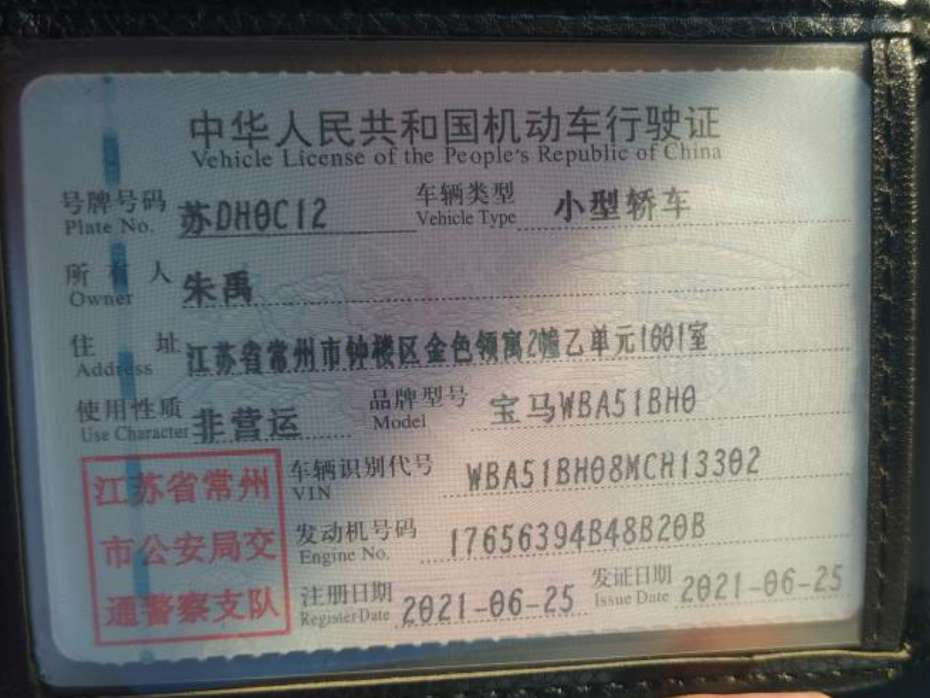 中华人民共和国机动车行驶证
Vehicle License of the People's Republic of China
号牌号码 苏DH0C12 车辆类型 小型轿车
Plate No. Vehicle Type
所有人 朱禹
Owner
住址 江苏省常州市钟楼区金色领寓2幢乙单元1001室
Address
使用性质 非营运 品牌型号 宝马WBA51BH0
Use Character Model
江苏省常州 车辆识别代号 WBA51BH08MCH13302
VIN
市公安局交 发动机号码 17656394B48B20B
Engine No.
通警察支队 注册日期 2021-06-25 发证日期 2021-06-25
Register Date Issue Date